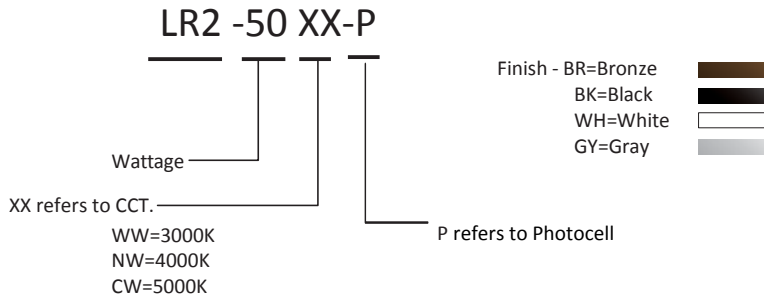 LR2 -50 XX-P
Finish - BR=Bronze
BK=Black
WH=White
GY=Gray
Wattage
XX refers to CCT.
WW=3000K
NW=4000K
CW=5000K
P refers to Photocell